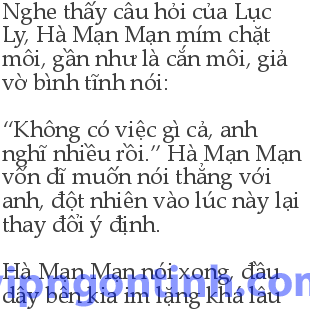 Nghe thấy câu hỏi của Lục
Ly, Hà Mạn Mạn mím chặt
môi, gần như là cắn môi, giả
vờ bình tĩnh nói:
“Không có việc gì cả, anh
nghĩ nhiều rồi.” Hà Mạn Mạn
vốn dĩ muốn nói thẳng với
anh, đột nhiên vào lúc này lại
thay đổi ý định.
Hà Mạn Mạn nói xong, đầu
dây bên kia im lặng khá lâu
vipngontinh.com